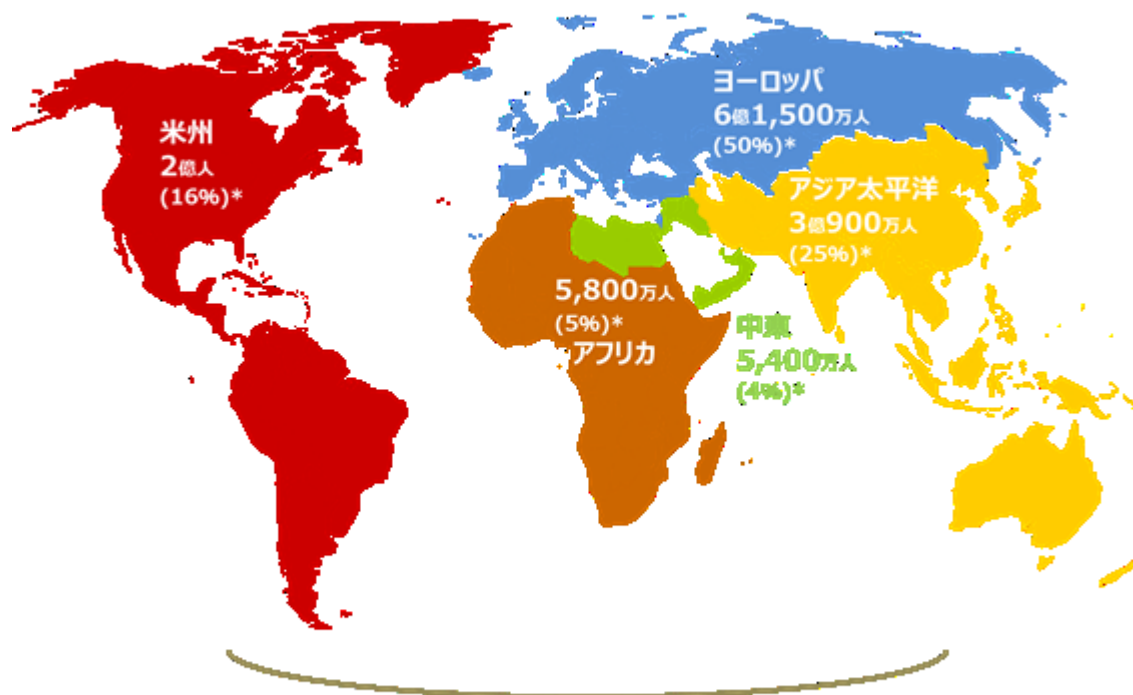 米州
2億人
(16%)*
ヨーロッパ
6億1,500万人
(50%)*
アジア太平洋
3億900万人
(25%)*
5,800万人
(5%)*
アフリカ
中東
5,400万人
(4%)*